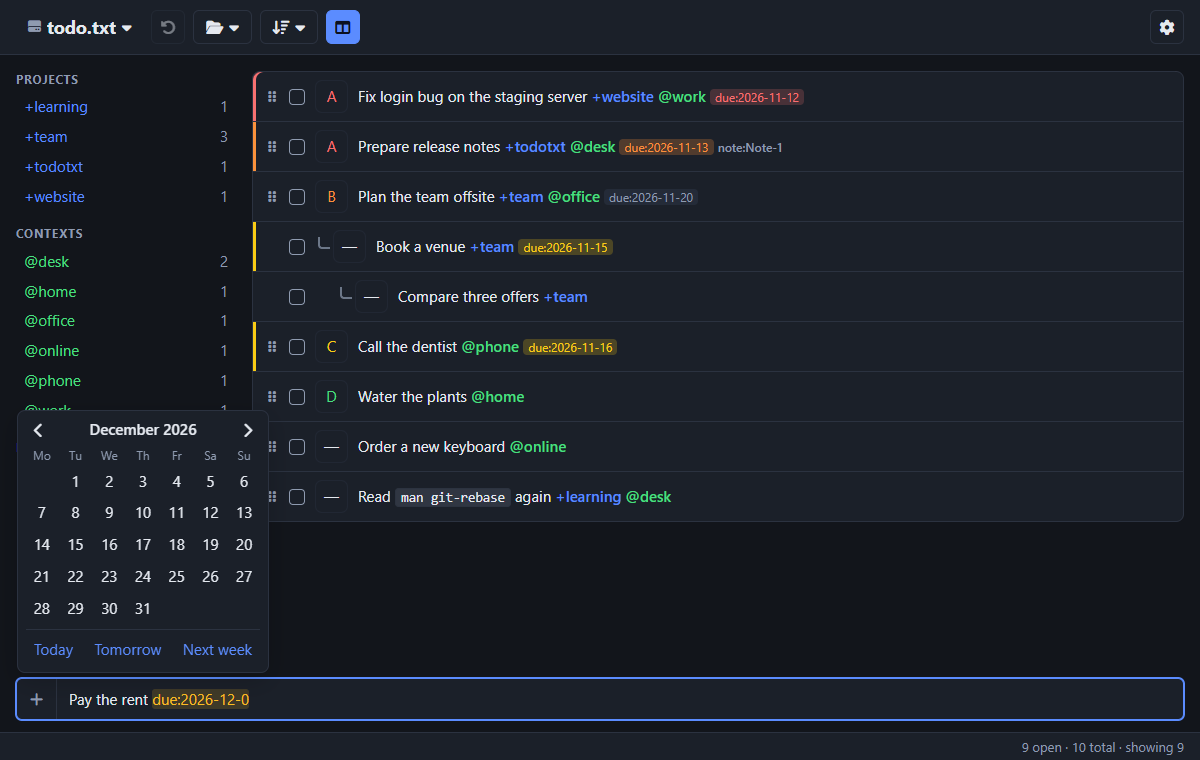 todo.txt
PROJECTS
+learning 1
+team 3
+todotxt 1
+website 1
CONTEXTS
@desk 2
@home 1
@office 1
@online 1
@phone 1
@work 1
A Fix login bug on the staging server +website @work due:2026-11-12
A Prepare release notes +todotxt @desk due:2026-11-13 note:Note-1
B Plan the team offsite +team @office due:2026-11-20
— Book a venue +team due:2026-11-15
— Compare three offers +team
C Call the dentist @phone due:2026-11-16
D Water the plants @home
— Order a new keyboard @online
— Read man git-rebase again +learning @desk
December 2026
Mo Tu We Th Fr Sa Su
1 2 3 4 5 6
7 8 9 10 11 12 13
14 15 16 17 18 19 20
21 22 23 24 25 26 27
28 29 30 31
Today Tomorrow Next week
+ Pay the rent due:2026-12-0
9 open · 10 total · showing 9